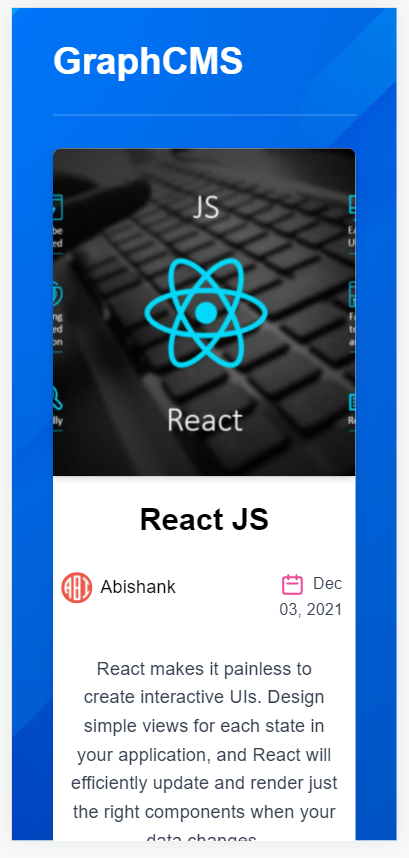 GraphCMS
JS
React
React JS
Abishank
Dec
03, 2021
React makes it painless to
create interactive UIs. Design
simple views for each state in
your application, and React will
efficiently update and render just
the right components when your
data changes.